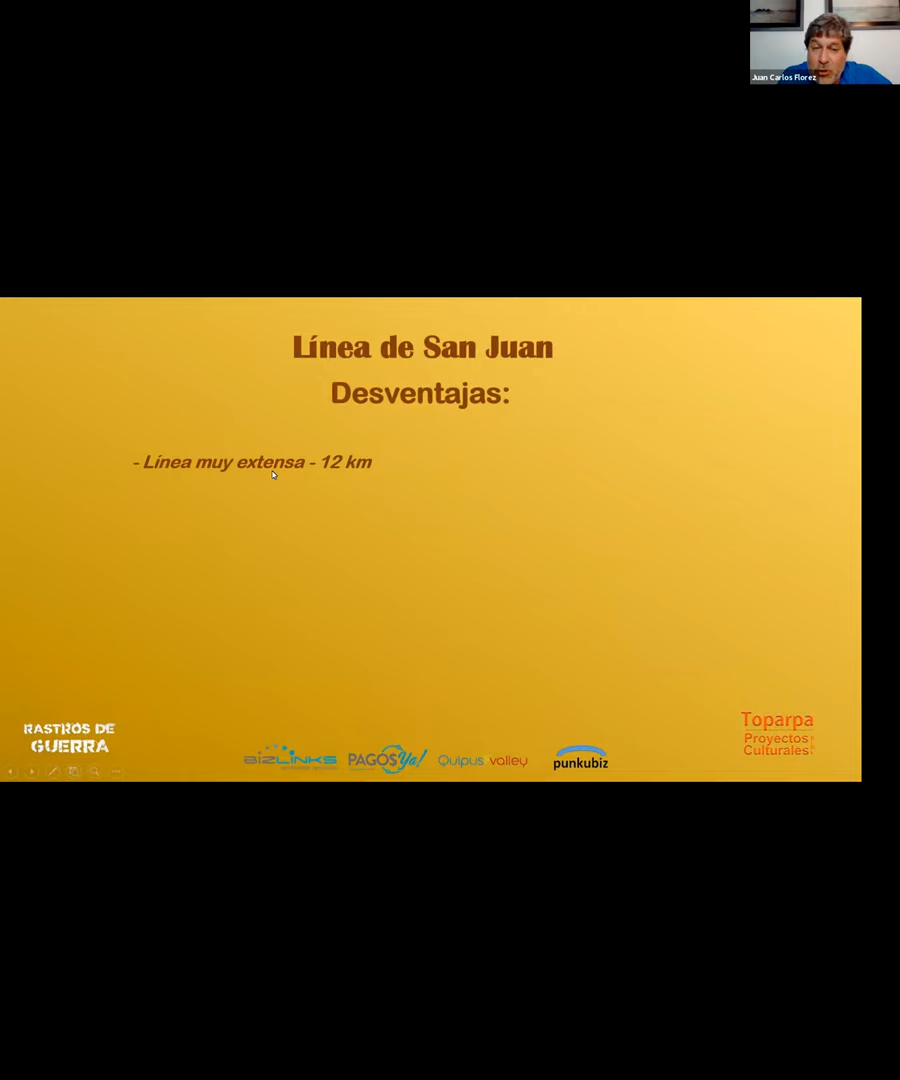 Juan Carlos Florez
Línea de San Juan
Desventajas:
- Línea muy extensa - 12 km
RASTROS DE
GUERRA
BIZLINKS
PAGOS Ya!
Quipus valley
punkubiz
Toparpa
Proyectos
Culturales